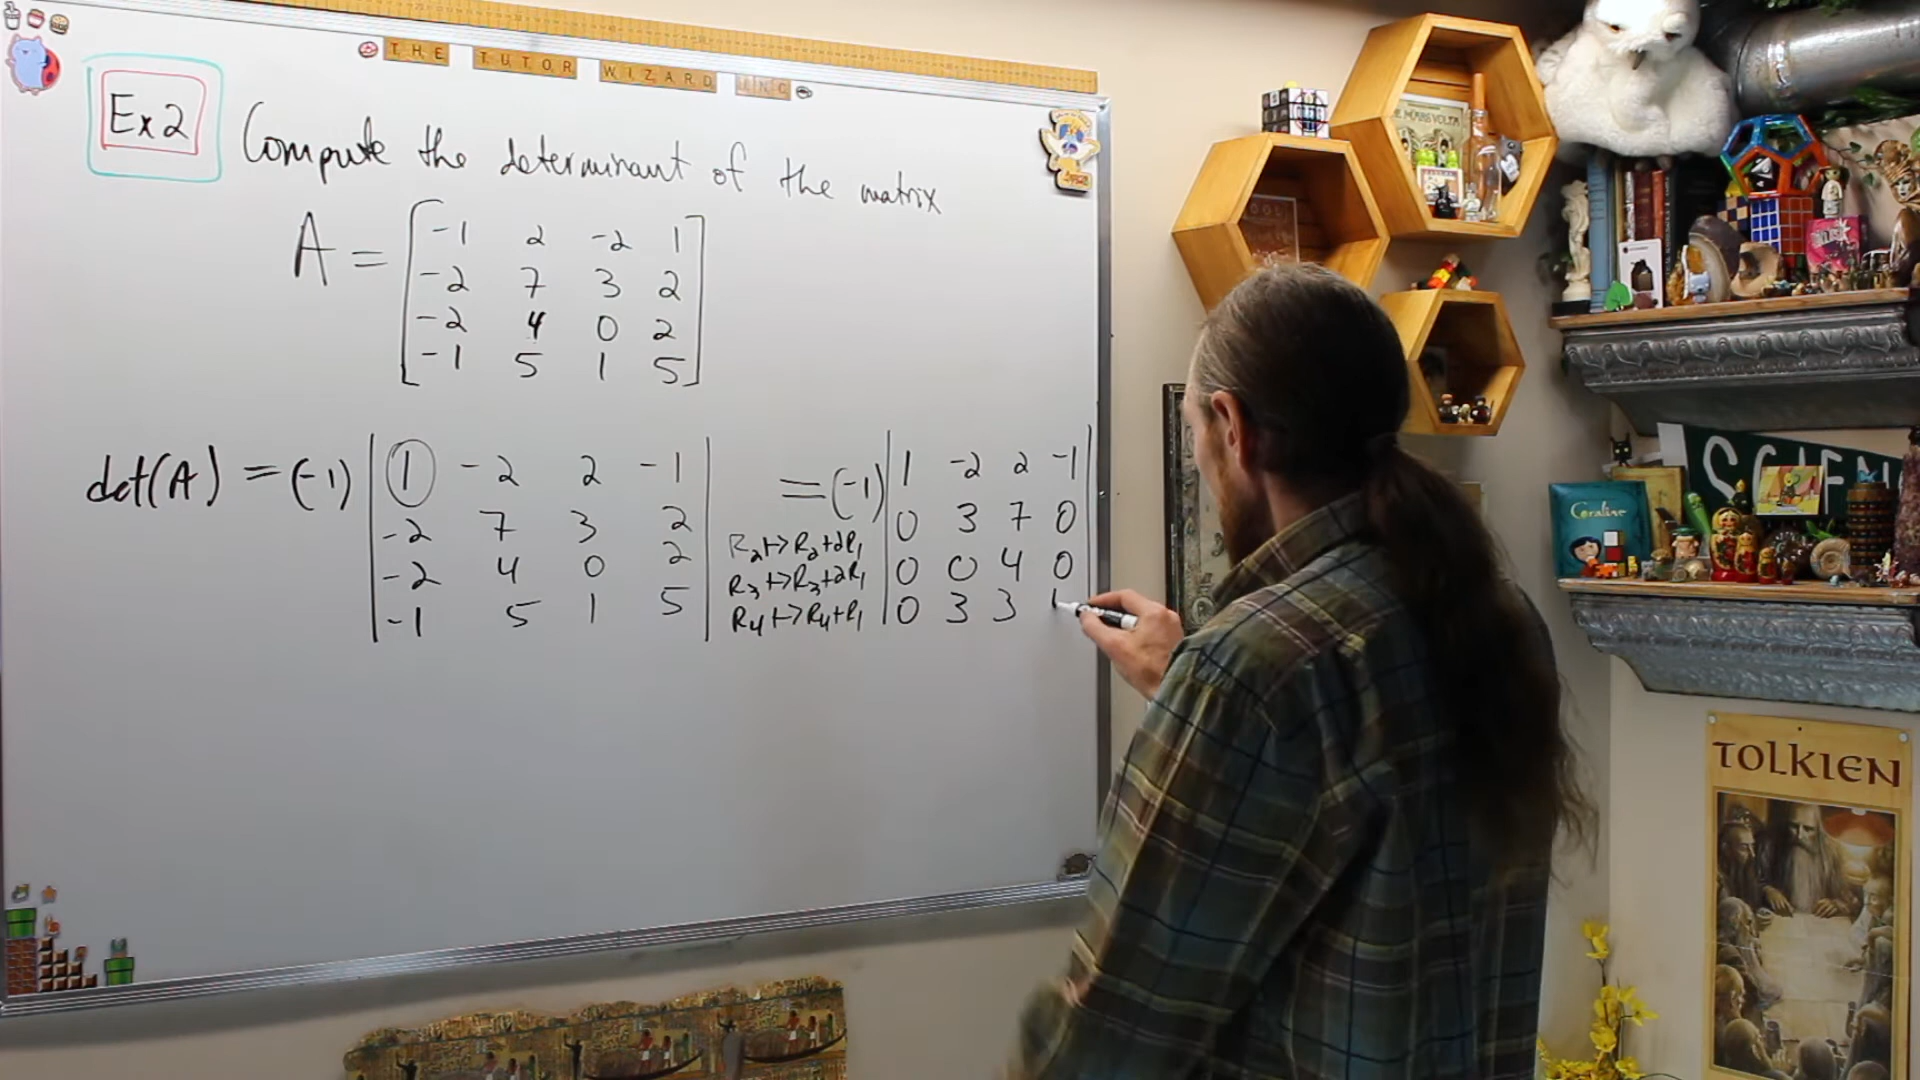 THE TUTOR WIZARD INC
Ex 2
Compute the determinant of the matrix
A = [ -1 2 -2 1
-2 7 3 2
-2 4 0 2
-1 5 1 5 ]
det(A) = (-1) | 1 -2 2 -1
-2 7 3 2
-2 4 0 2
-1 5 1 5 |
R₂↦R₂+2R₁
R₃↦R₃+2R₁
R₄↦R₄+R₁
= (-1) | 1 -2 2 -1
0 3 7 0
0 0 4 0
0 3 3
SCIEN
Coraline
TOLKIEN